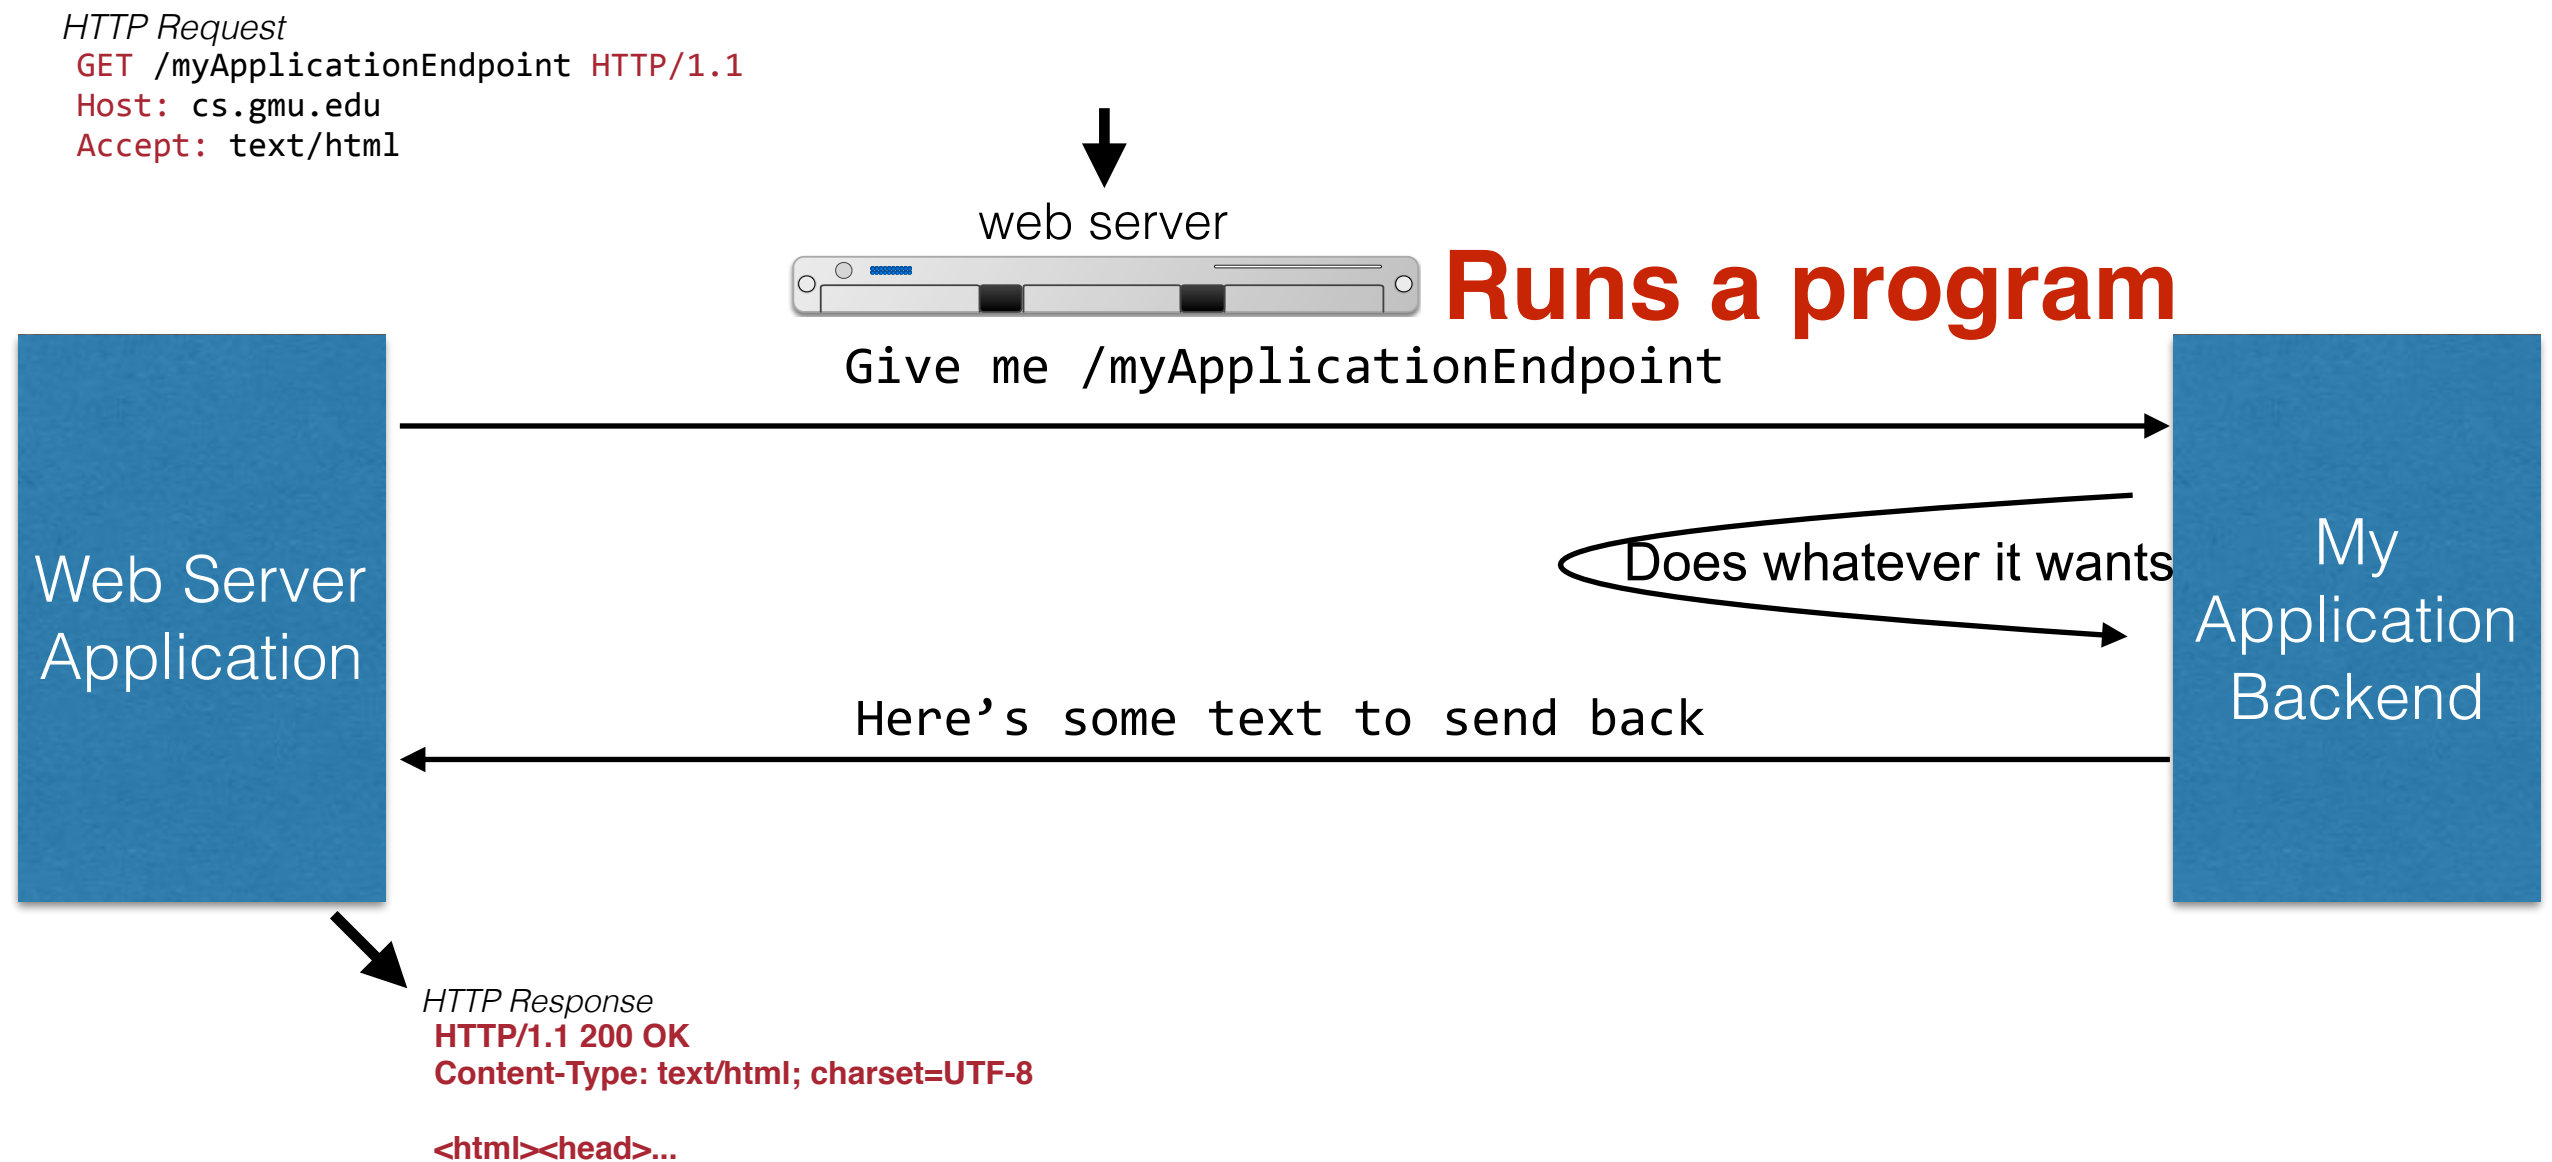 HTTP Request
GET /myApplicationEndpoint HTTP/1.1
Host: cs.gmu.edu
Accept: text/html
web server
Runs a program
Give me /myApplicationEndpoint
Web Server
Application
Does whatever it wants
My
Application
Backend
Here’s some text to send back
HTTP Response
HTTP/1.1 200 OK
Content-Type: text/html; charset=UTF-8
<html><head>...